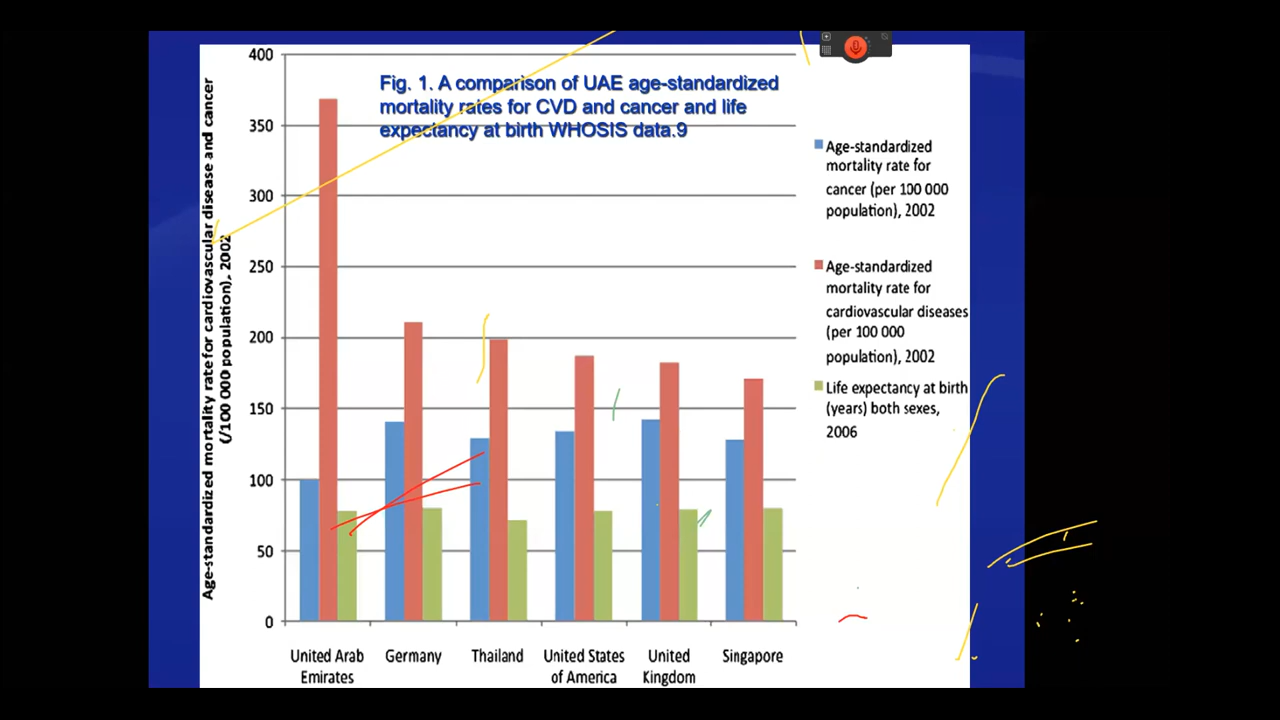 Fig. 1. A comparison of UAE age-standardized
mortality rates for CVD and cancer and life
expectancy at birth WHOSIS data.9
Age-standardized mortality rate for cardiovascular disease and cancer
(/100 000 population), 2002
400
350
300
250
200
150
100
50
0
United Arab
Emirates
Germany
Thailand
United States
of America
United
Kingdom
Singapore
Age-standardized
mortality rate for
cancer (per 100 000
population), 2002
Age-standardized
mortality rate for
cardiovascular diseases
(per 100 000
population), 2002
Life expectancy at birth
(years) both sexes,
2006